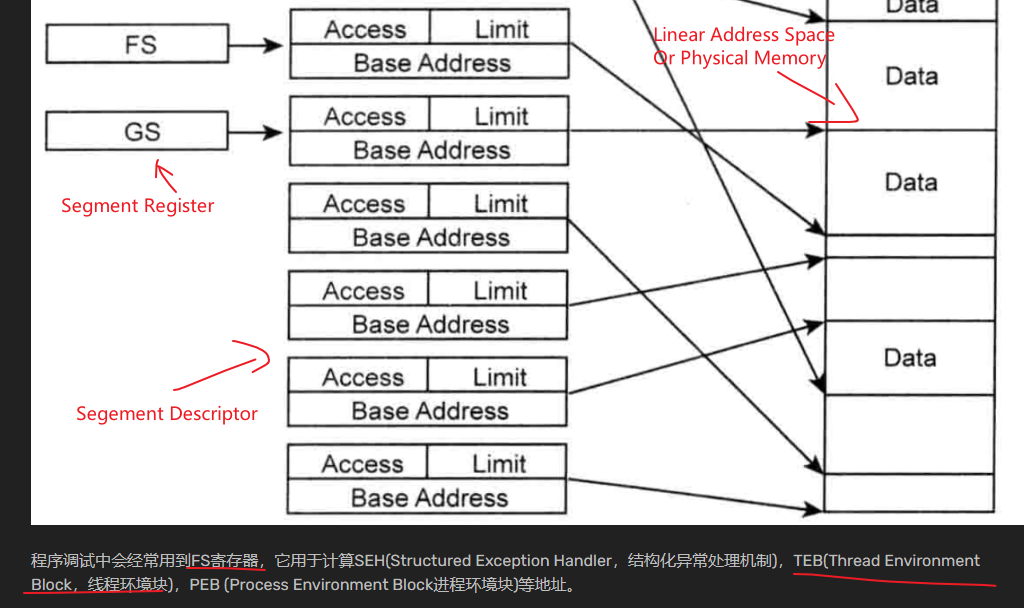 Data
FS
Access Limit
Base Address
Linear Address Space
Or Physical Memory
Data
GS
Access Limit
Base Address
Data
Segment Register
Access Limit
Base Address
Access Limit
Base Address
Data
Access Limit
Base Address
Segement Descriptor
Access Limit
Base Address
程序调试中会经常用到FS寄存器，它用于计算SEH(Structured Exception Handler，结构化异常处理机制)，TEB(Thread Environment
Block，线程环境块)，PEB (Process Environment Block进程环境块)等地址。